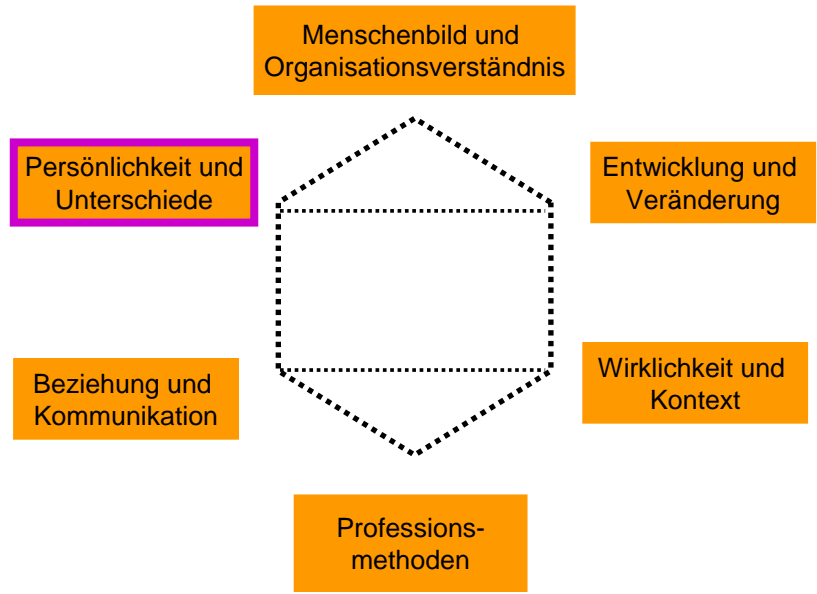 Menschenbild und
Organisationsverständnis
Persönlichkeit und
Unterschiede
Entwicklung und
Veränderung
Beziehung und
Kommunikation
Wirklichkeit und
Kontext
Professions-
methoden